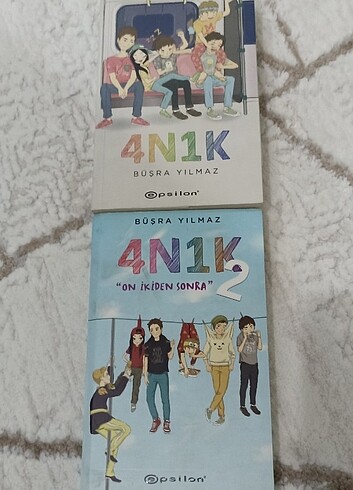 4N1K
BÜŞRA YILMAZ
epsilon
BÜŞRA YILMAZ
4N1K
2
"ON İKİDEN SONRA"
epsilon